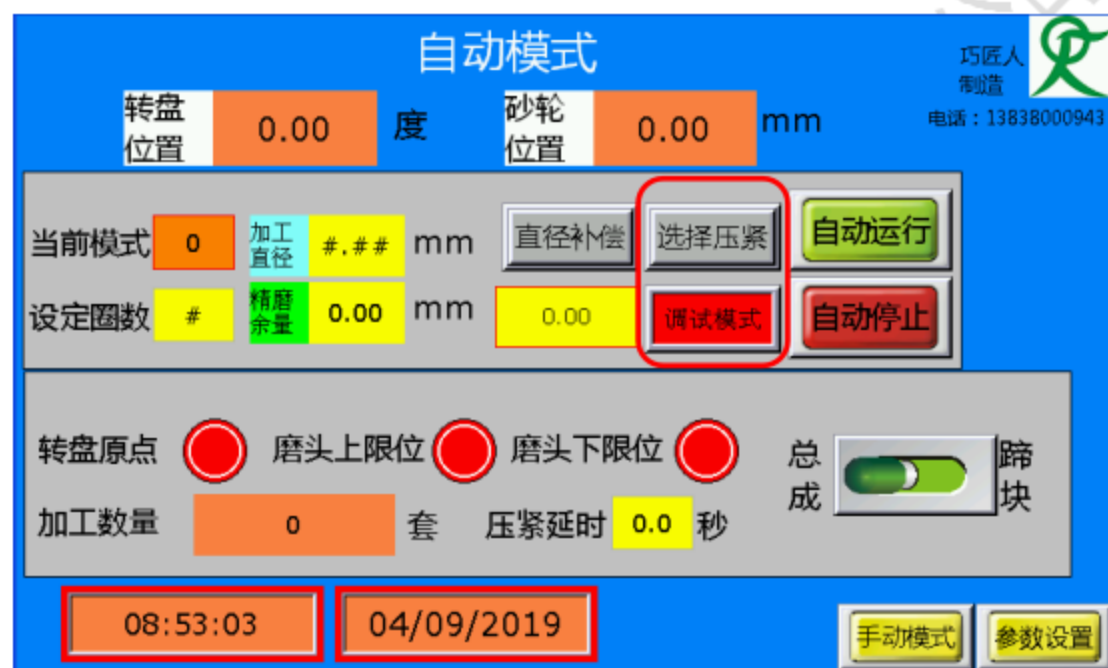 自动模式
巧匠人
制造
电话：13838000943
转盘
位置
0.00
度
砂轮
位置
0.00
mm
当前模式
0
加工
直径
#.##
mm
直径补偿
选择压紧
自动运行
设定圈数
#
精磨
余量
0.00
mm
0.00
调试模式
自动停止
转盘原点
磨头上限位
磨头下限位
总
成
蹄
块
加工数量
0
套
压紧延时
0.0
秒
08:53:03
04/09/2019
手动模式
参数设置